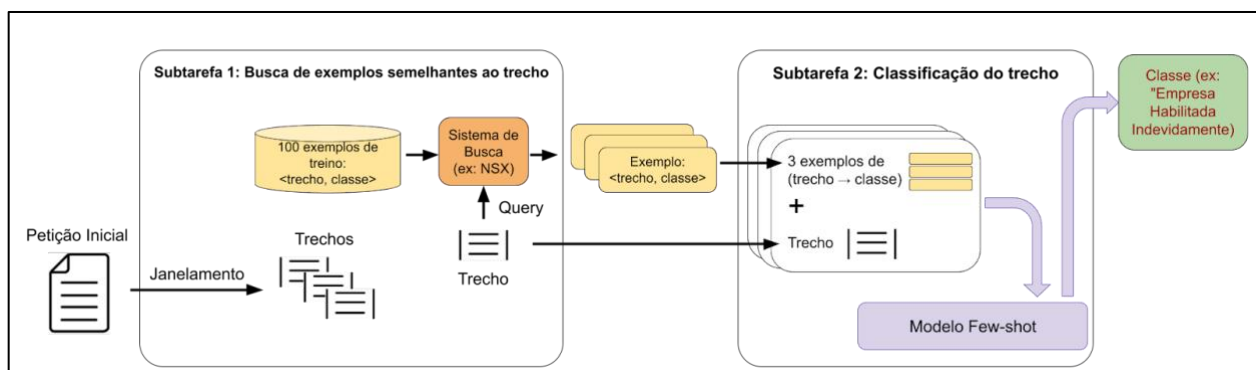 Subtarefa 1: Busca de exemplos semelhantes ao trecho
100 exemplos de
treino:
<trecho, classe>
Sistema de
Busca
(ex: NSX)
Exemplo:
<trecho, classe>
Query
Petição Inicial
Janelamento
Trechos
Trecho
Subtarefa 2: Classificação do trecho
3 exemplos de
(trecho → classe)
+
Trecho
Modelo Few-shot
Classe (ex:
"Empresa
Habilitada
Indevidamente)